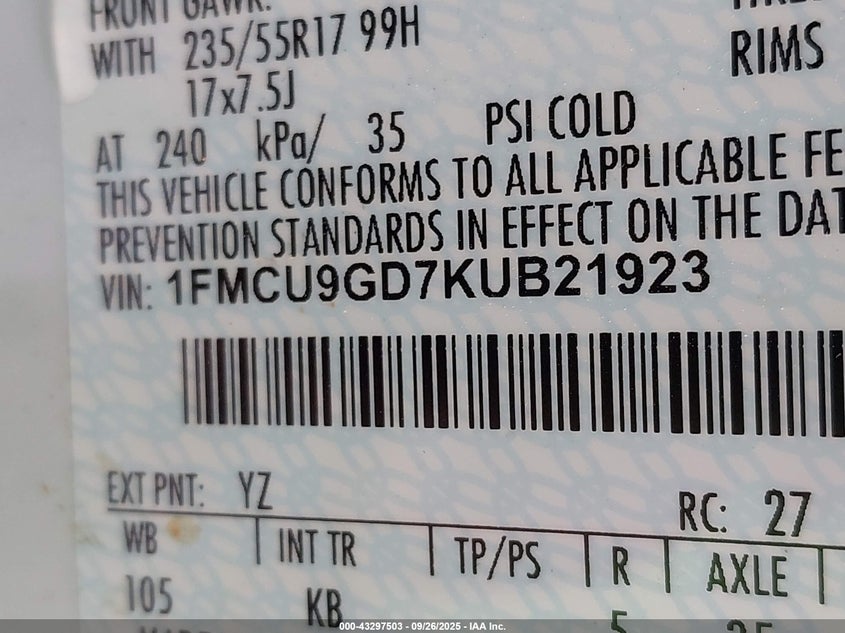 FRONT GAWR:
WITH 235/55R17 99H
RIMS
17x7.5J
AT 240 kPa/ 35 PSI COLD
THIS VEHICLE CONFORMS TO ALL APPLICABLE FE
PREVENTION STANDARDS IN EFFECT ON THE DAT
VIN: 1FMCU9GD7KUB21923
EXT PNT: YZ
RC: 27
WB INT TR TP/PS R AXLE
105 KB 5
000-43297503 - 09/26/2025 - IAA Inc.